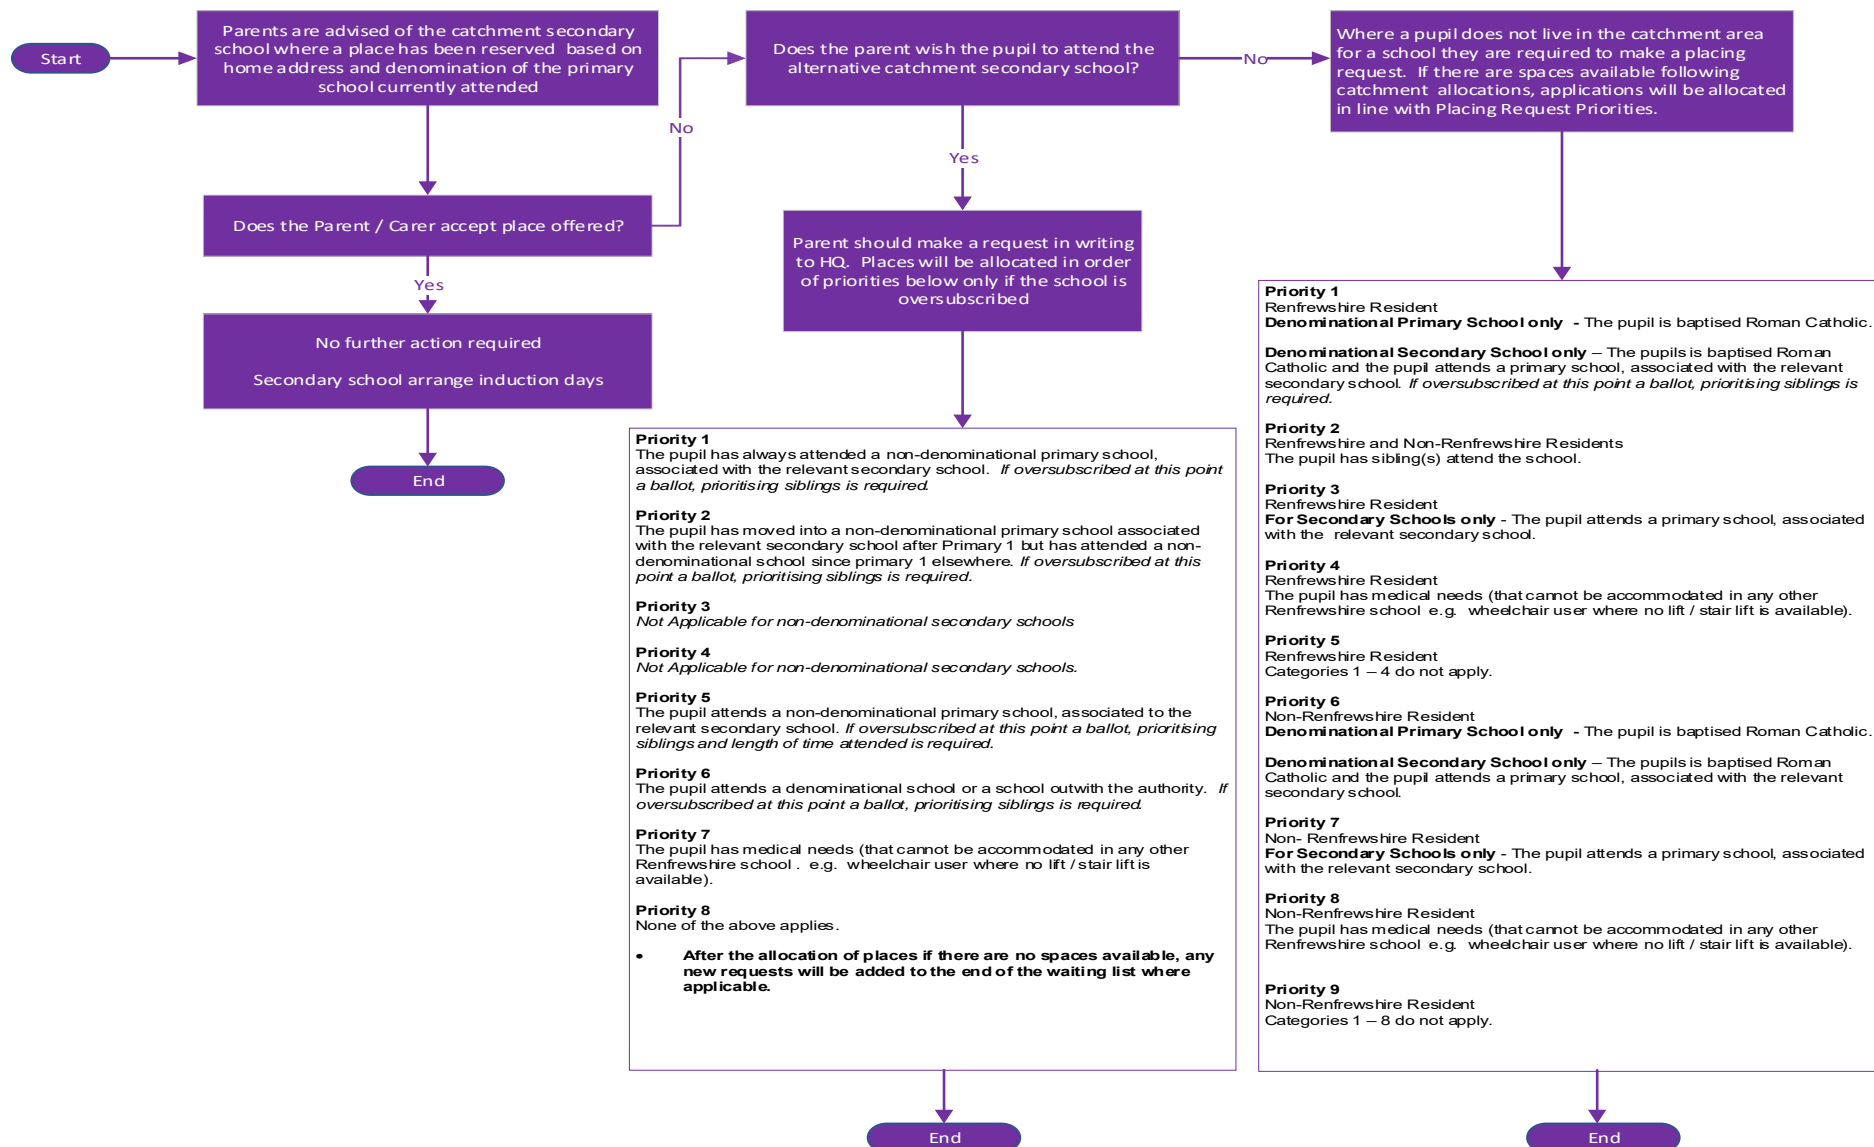 Start
Parents are advised of the catchment secondary
school where a place has been reserved based on
home address and denomination of the primary
school currently attended
Does the Parent / Carer accept place offered?
Yes
No further action required
Secondary school arrange induction days
End
No
Does the parent wish the pupil to attend the
alternative catchment secondary school?
Yes
Parent should make a request in writing
to HQ. Places will be allocated in order
of priorities below only if the school is
oversubscribed
Priority 1
The pupil has always attended a non-denominational primary school,
associated with the relevant secondary school. If oversubscribed at this point
a ballot, prioritising siblings is required.
Priority 2
The pupil has moved into a non-denominational primary school associated
with the relevant secondary school after Primary 1 but has attended a non-
denominational school since primary 1 elsewhere. If oversubscribed at this
point a ballot, prioritising siblings is required.
Priority 3
Not Applicable for non-denominational secondary schools
Priority 4
Not Applicable for non-denominational secondary schools.
Priority 5
The pupil attends a non-denominational primary school, associated to the
relevant secondary school. If oversubscribed at this point a ballot, prioritising
siblings and length of time attended is required.
Priority 6
The pupil attends a denominational school or a school outwith the authority. If
oversubscribed at this point a ballot, prioritising siblings is required.
Priority 7
The pupil has medical needs (that cannot be accommodated in any other
Renfrewshire school . e.g. wheelchair user where no lift / stair lift is
available).
Priority 8
None of the above applies.
• After the allocation of places if there are no spaces available, any
new requests will be added to the end of the waiting list where
applicable.
End
No
Where a pupil does not live in the catchment area
for a school they are required to make a placing
request. If there are spaces available following
catchment allocations, applications will be allocated
in line with Placing Request Priorities.
Priority 1
Renfrewshire Resident
Denominational Primary School only - The pupil is baptised Roman Catholic.
Denominational Secondary School only – The pupils is baptised Roman
Catholic and the pupil attends a primary school, associated with the relevant
secondary school. If oversubscribed at this point a ballot, prioritising siblings is
required.
Priority 2
Renfrewshire and Non-Renfrewshire Residents
The pupil has sibling(s) attend the school.
Priority 3
Renfrewshire Resident
For Secondary Schools only - The pupil attends a primary school, associated
with the relevant secondary school.
Priority 4
Renfrewshire Resident
The pupil has medical needs (that cannot be accommodated in any other
Renfrewshire school e.g. wheelchair user where no lift / stair lift is available).
Priority 5
Renfrewshire Resident
Categories 1 – 4 do not apply.
Priority 6
Non-Renfrewshire Resident
Denominational Primary School only - The pupil is baptised Roman Catholic.
Denominational Secondary School only – The pupils is baptised Roman
Catholic and the pupil attends a primary school, associated with the relevant
secondary school.
Priority 7
Non- Renfrewshire Resident
For Secondary Schools only - The pupil attends a primary school, associated
with the relevant secondary school.
Priority 8
Non-Renfrewshire Resident
The pupil has medical needs (that cannot be accommodated in any other
Renfrewshire school e.g. wheelchair user where no lift / stair lift is available).
Priority 9
Non-Renfrewshire Resident
Categories 1 – 8 do not apply.
End